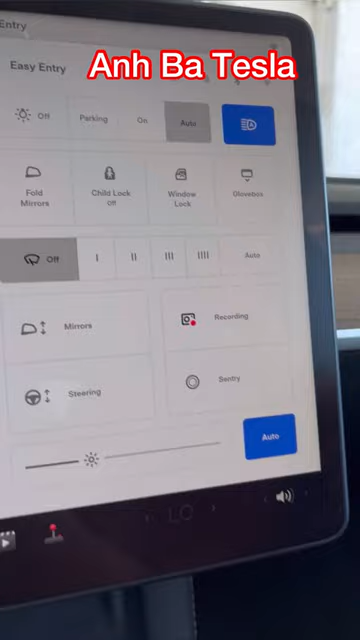 Entry
Anh Ba Tesla
Easy Entry
Off
Parking
On
Auto
Fold
Mirrors
Child Lock
Off
Window
Lock
Glovebox
Off
I
II
III
IIII
Auto
Mirrors
Recording
Steering
Sentry
Auto
LO